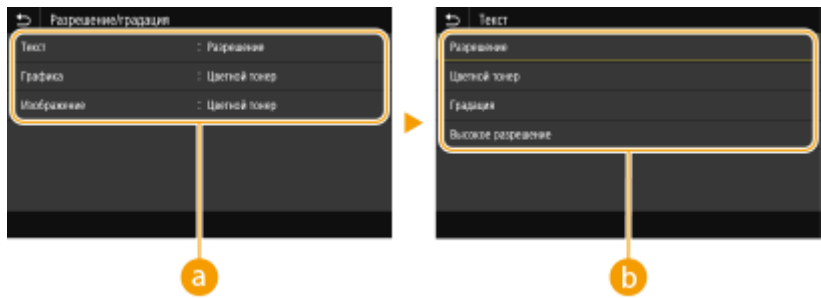 Разрешение/градация
Текст : Разрешение
Графика : Цветной тонер
Изображение : Цветной тонер
a
Текст
Разрешение
Цветной тонер
Градация
Высокое разрешение
b